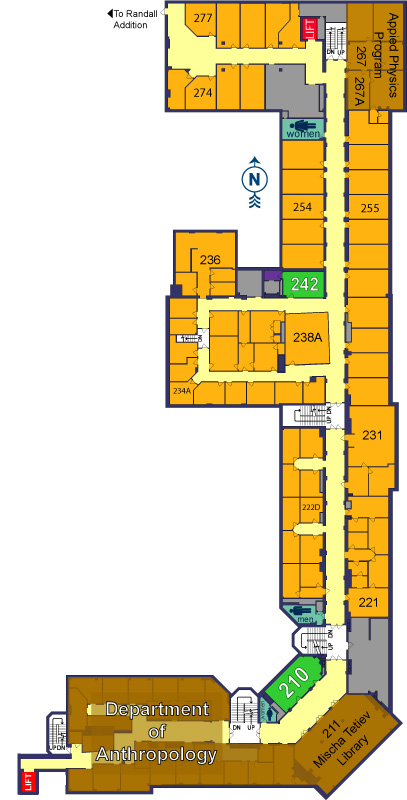 To Randall
Addition
277
LIFT
DN
UP
Applied Physics
Program
267
267A
274
women
N
254
255
236
242
238A
DN
234A
UP
DN
231
222D
221
men
DN
UP
210
211
Mischa Tetiev
Library
Department
of
Anthropology
DN
UP
UPDN
LIFT